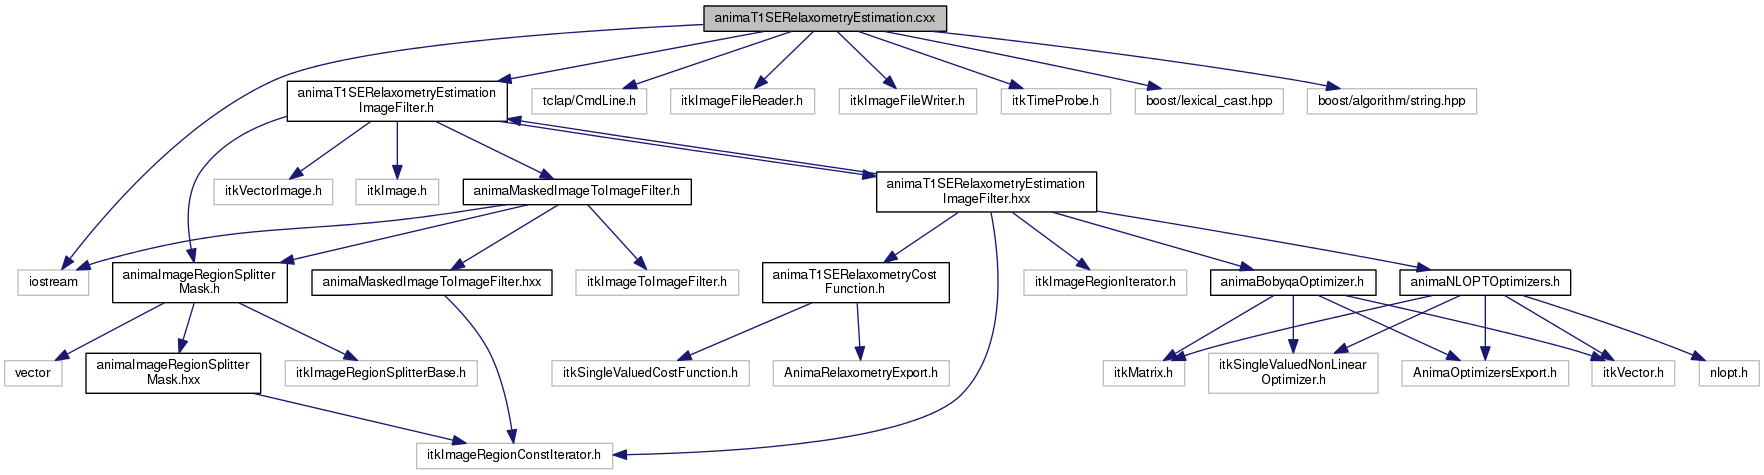 animaT1SERelaxometryEstimation.cxx
animaT1SERelaxometryEstimation
ImageFilter.h
tclap/CmdLine.h
itkImageFileReader.h
itkImageFileWriter.h
itkTimeProbe.h
boost/lexical_cast.hpp
boost/algorithm/string.hpp
itkVectorImage.h
itkImage.h
animaMaskedImageToImageFilter.h
animaT1SERelaxometryEstimation
ImageFilter.hxx
iostream
animaImageRegionSplitter
Mask.h
animaMaskedImageToImageFilter.hxx
itkImageToImageFilter.h
animaT1SERelaxometryCost
Function.h
itkImageRegionIterator.h
animaBobyqaOptimizer.h
animaNLOPTOptimizers.h
vector
animaImageRegionSplitter
Mask.hxx
itkImageRegionSplitterBase.h
itkSingleValuedCostFunction.h
AnimaRelaxometryExport.h
itkMatrix.h
itkSingleValuedNonLinear
Optimizer.h
AnimaOptimizersExport.h
itkVector.h
nlopt.h
itkImageRegionConstIterator.h